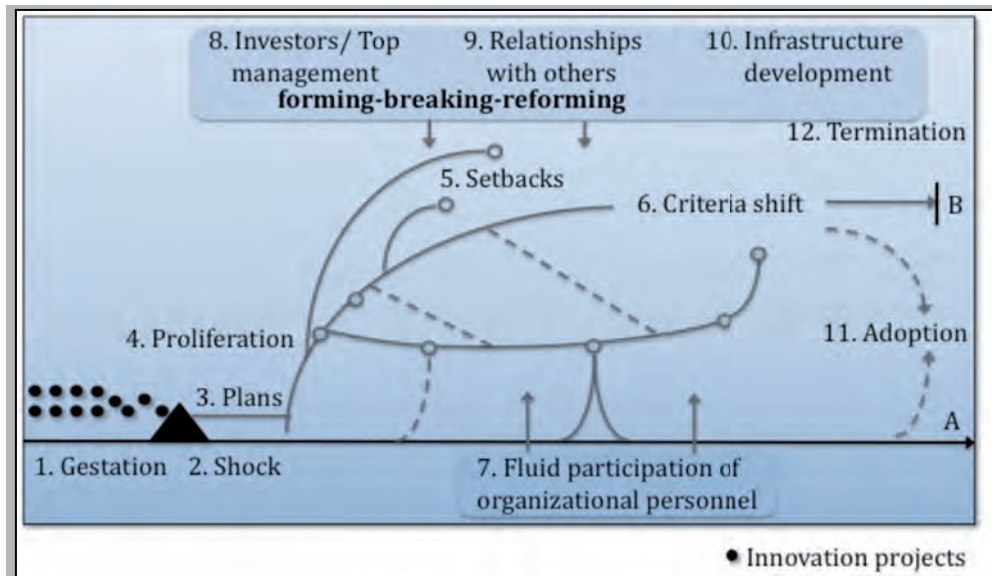 8. Investors/ Top
management
9. Relationships
with others
10. Infrastructure
development
forming-breaking-reforming
12. Termination
5. Setbacks
6. Criteria shift
B
4. Proliferation
11. Adoption
3. Plans
A
1. Gestation
2. Shock
7. Fluid participation of
organizational personnel
Innovation projects